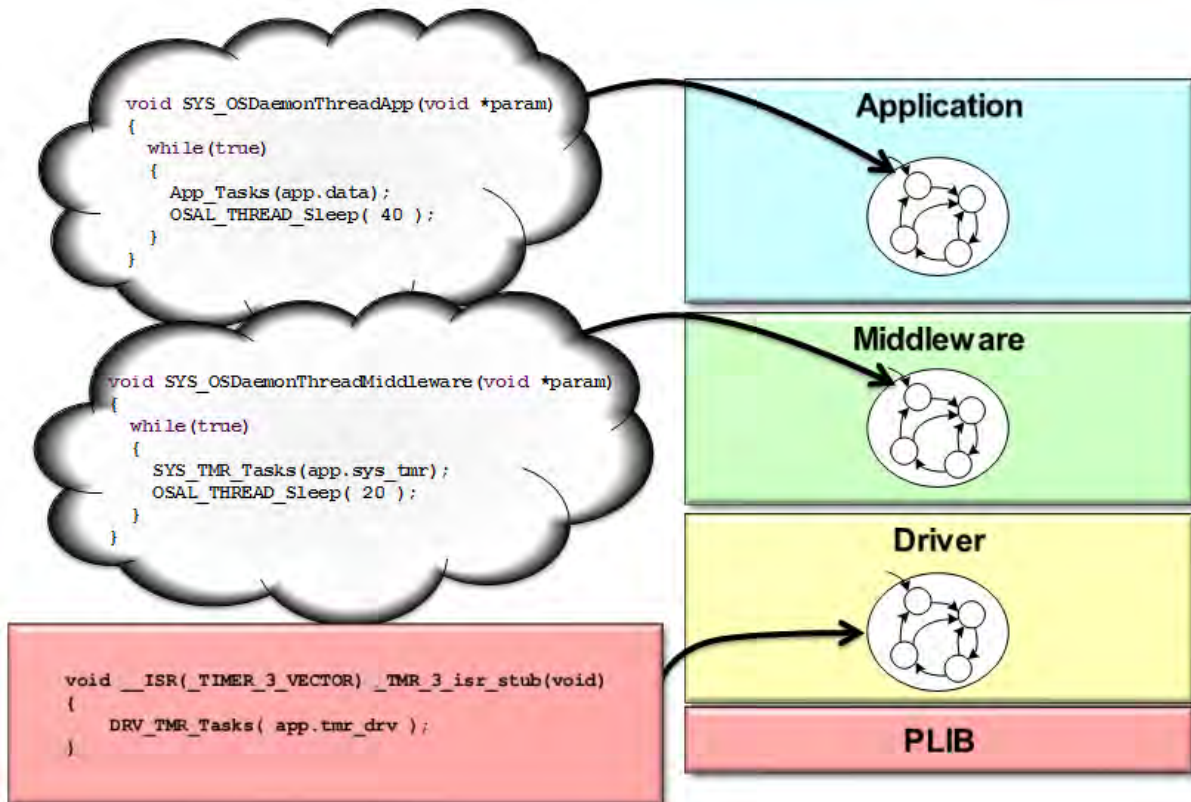 void SYS_OSDaemonThreadApp(void *param)
{
while(true)
{
App_Tasks(app.data);
OSAL_THREAD_Sleep( 40 );
}
}
void SYS_OSDaemonThreadMiddleware(void *param)
{
while(true)
{
SYS_TMR_Tasks(app.sys_tmr);
OSAL_THREAD_Sleep( 20 );
}
}
void __ISR(_TIMER_3_VECTOR) _TMR_3_isr_stub(void)
{
DRV_TMR_Tasks( app.tmr_drv );
}
Application
Middleware
Driver
PLIB